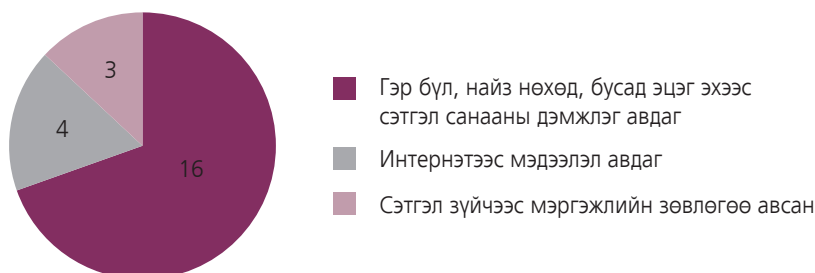 3
4
16
Гэр бүл, найз нөхөд, бусад эцэг эхээс
сэтгэл санааны дэмжлэг авдаг
Интернэтээс мэдээлэл авдаг
Сэтгэл зүйчээс мэргэжлийн зөвлөгөө авсан